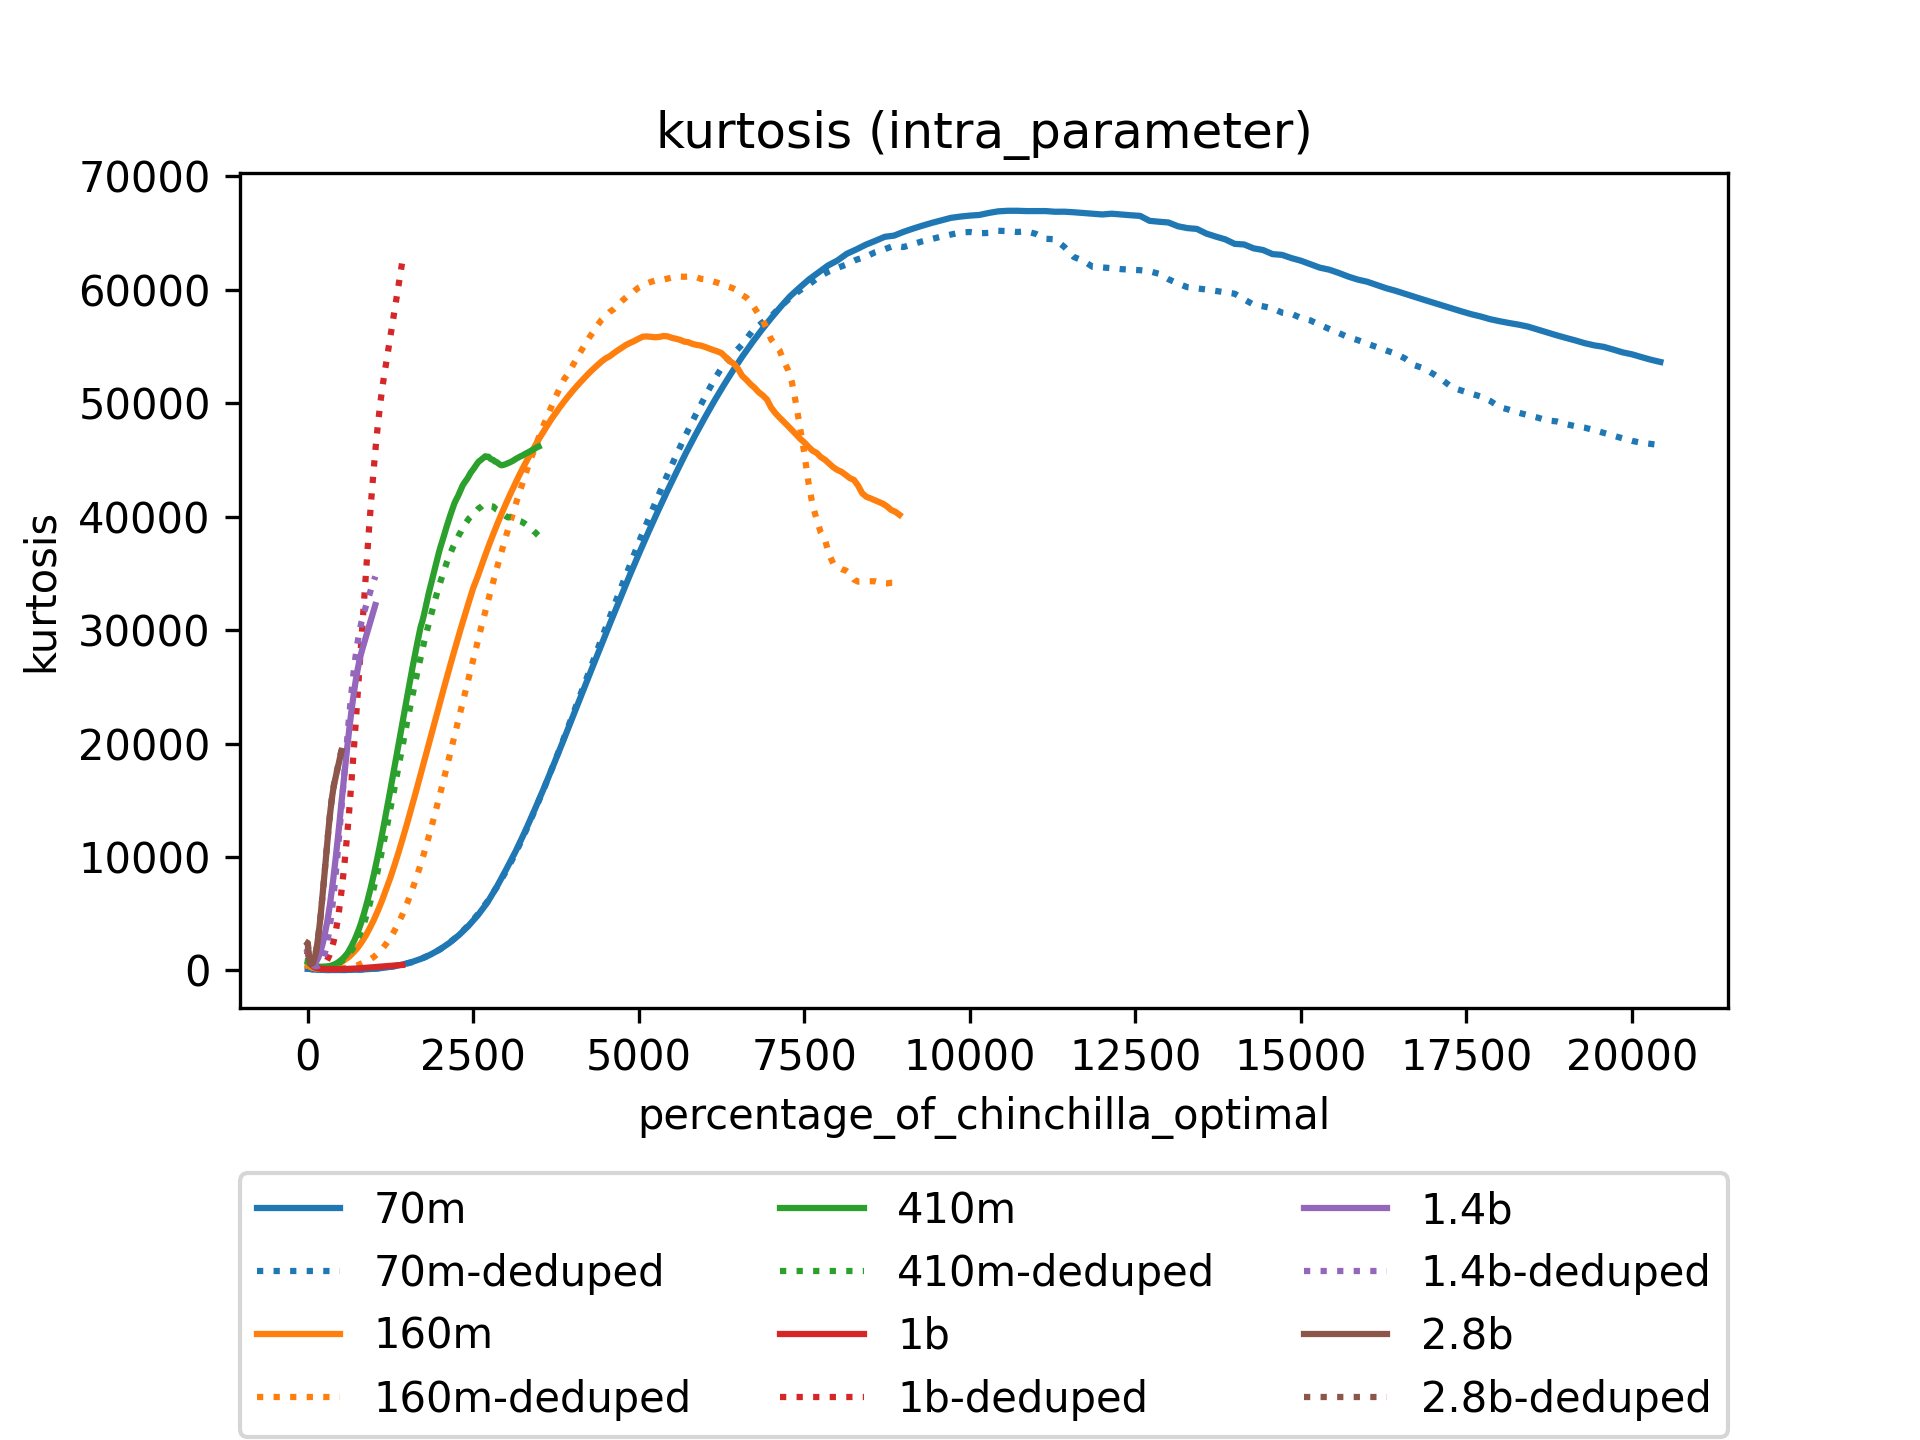 kurtosis (intra_parameter)
70000
60000
50000
40000
30000
20000
10000
0
kurtosis
0 2500 5000 7500 10000 12500 15000 17500 20000
percentage_of_chinchilla_optimal
70m 410m 1.4b
70m-deduped 410m-deduped 1.4b-deduped
160m 1b 2.8b
160m-deduped 1b-deduped 2.8b-deduped